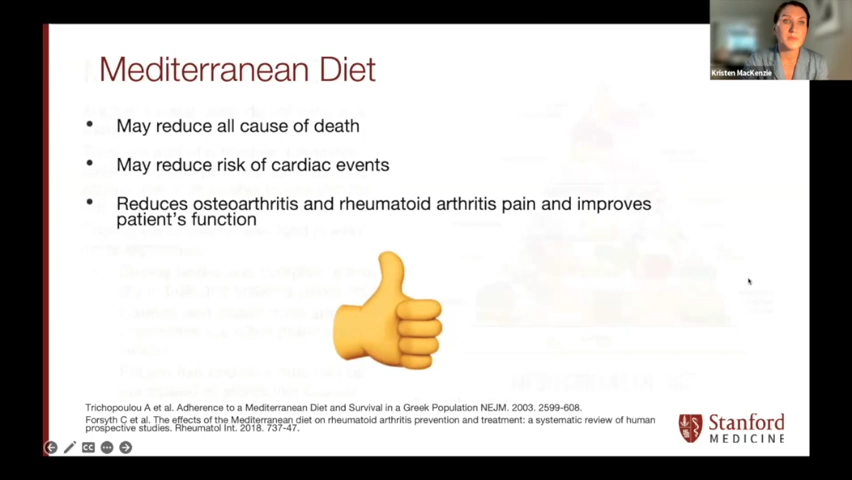 Kristen MacKenzie
Mediterranean Diet
• May reduce all cause of death
• May reduce risk of cardiac events
• Reduces osteoarthritis and rheumatoid arthritis pain and improves
patient's function
Trichopoulou A et al. Adherence to a Mediterranean Diet and Survival in a Greek Population NEJM. 2003. 2599-608.
Forsyth C et al. The effects of the Mediterranean diet on rheumatoid arthritis prevention and treatment: a systematic review of human
prospective studies. Rheumatol Int. 2018. 737-47.
Stanford
MEDICINE
CC